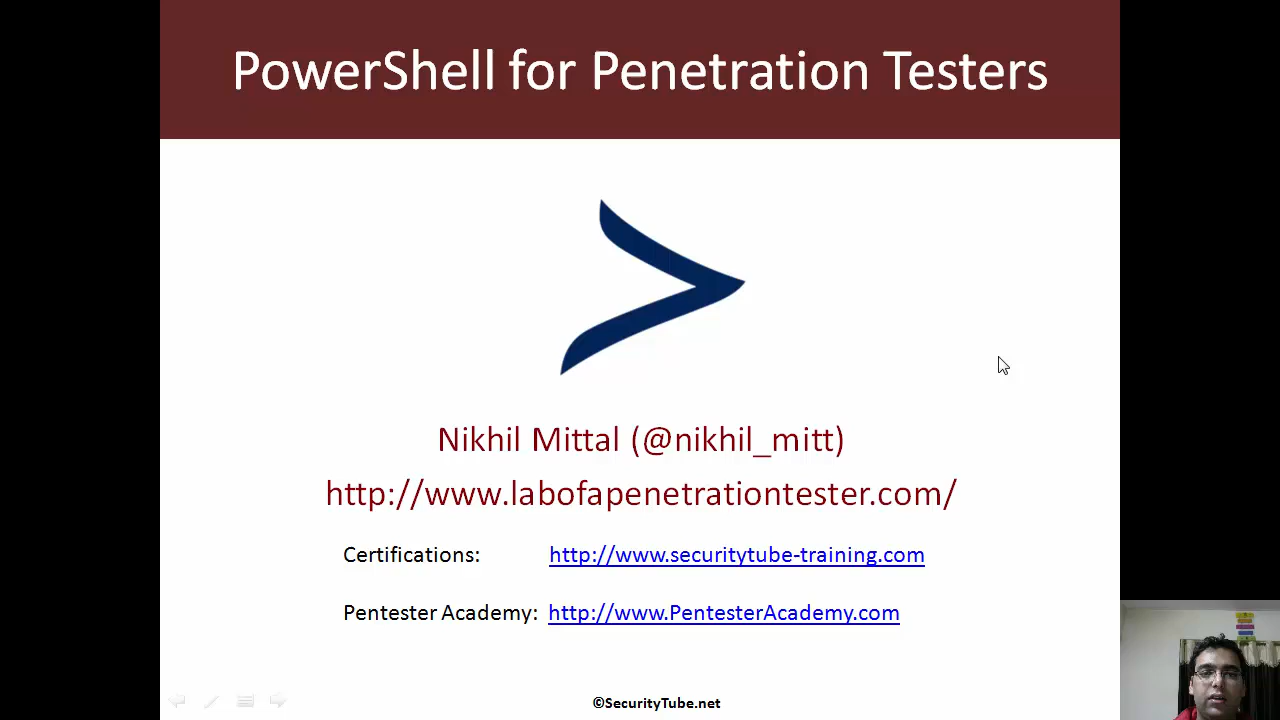 PowerShell for Penetration Testers
Nikhil Mittal (@nikhil_mitt)
http://www.labofapenetrationtester.com/
Certifications: http://www.securitytube-training.com
Pentester Academy: http://www.PentesterAcademy.com
©SecurityTube.net